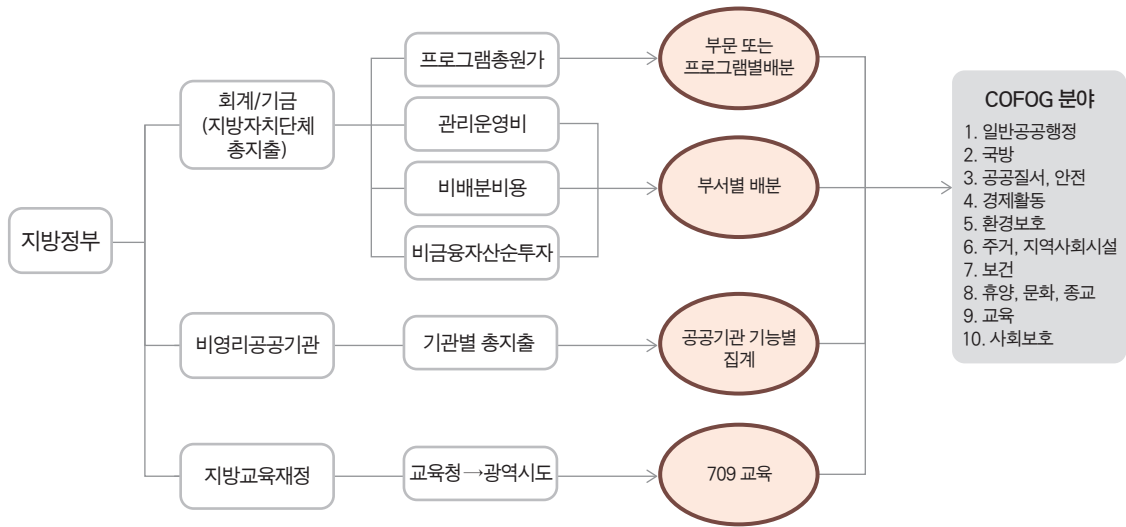 지방정부
회계/기금
(지방자치단체
총지출)
비영리공공기관
지방교육재정
프로그램총원가
관리운영비
비배분비용
비금융자산순투자
기관별 총지출
교육청→광역시도
부문 또는
프로그램별배분
부서별 배분
공공기관 기능별
집계
709 교육
COFOG 분야
1. 일반공공행정
2. 국방
3. 공공질서, 안전
4. 경제활동
5. 환경보호
6. 주거, 지역사회시설
7. 보건
8. 휴양, 문화, 종교
9. 교육
10. 사회보호